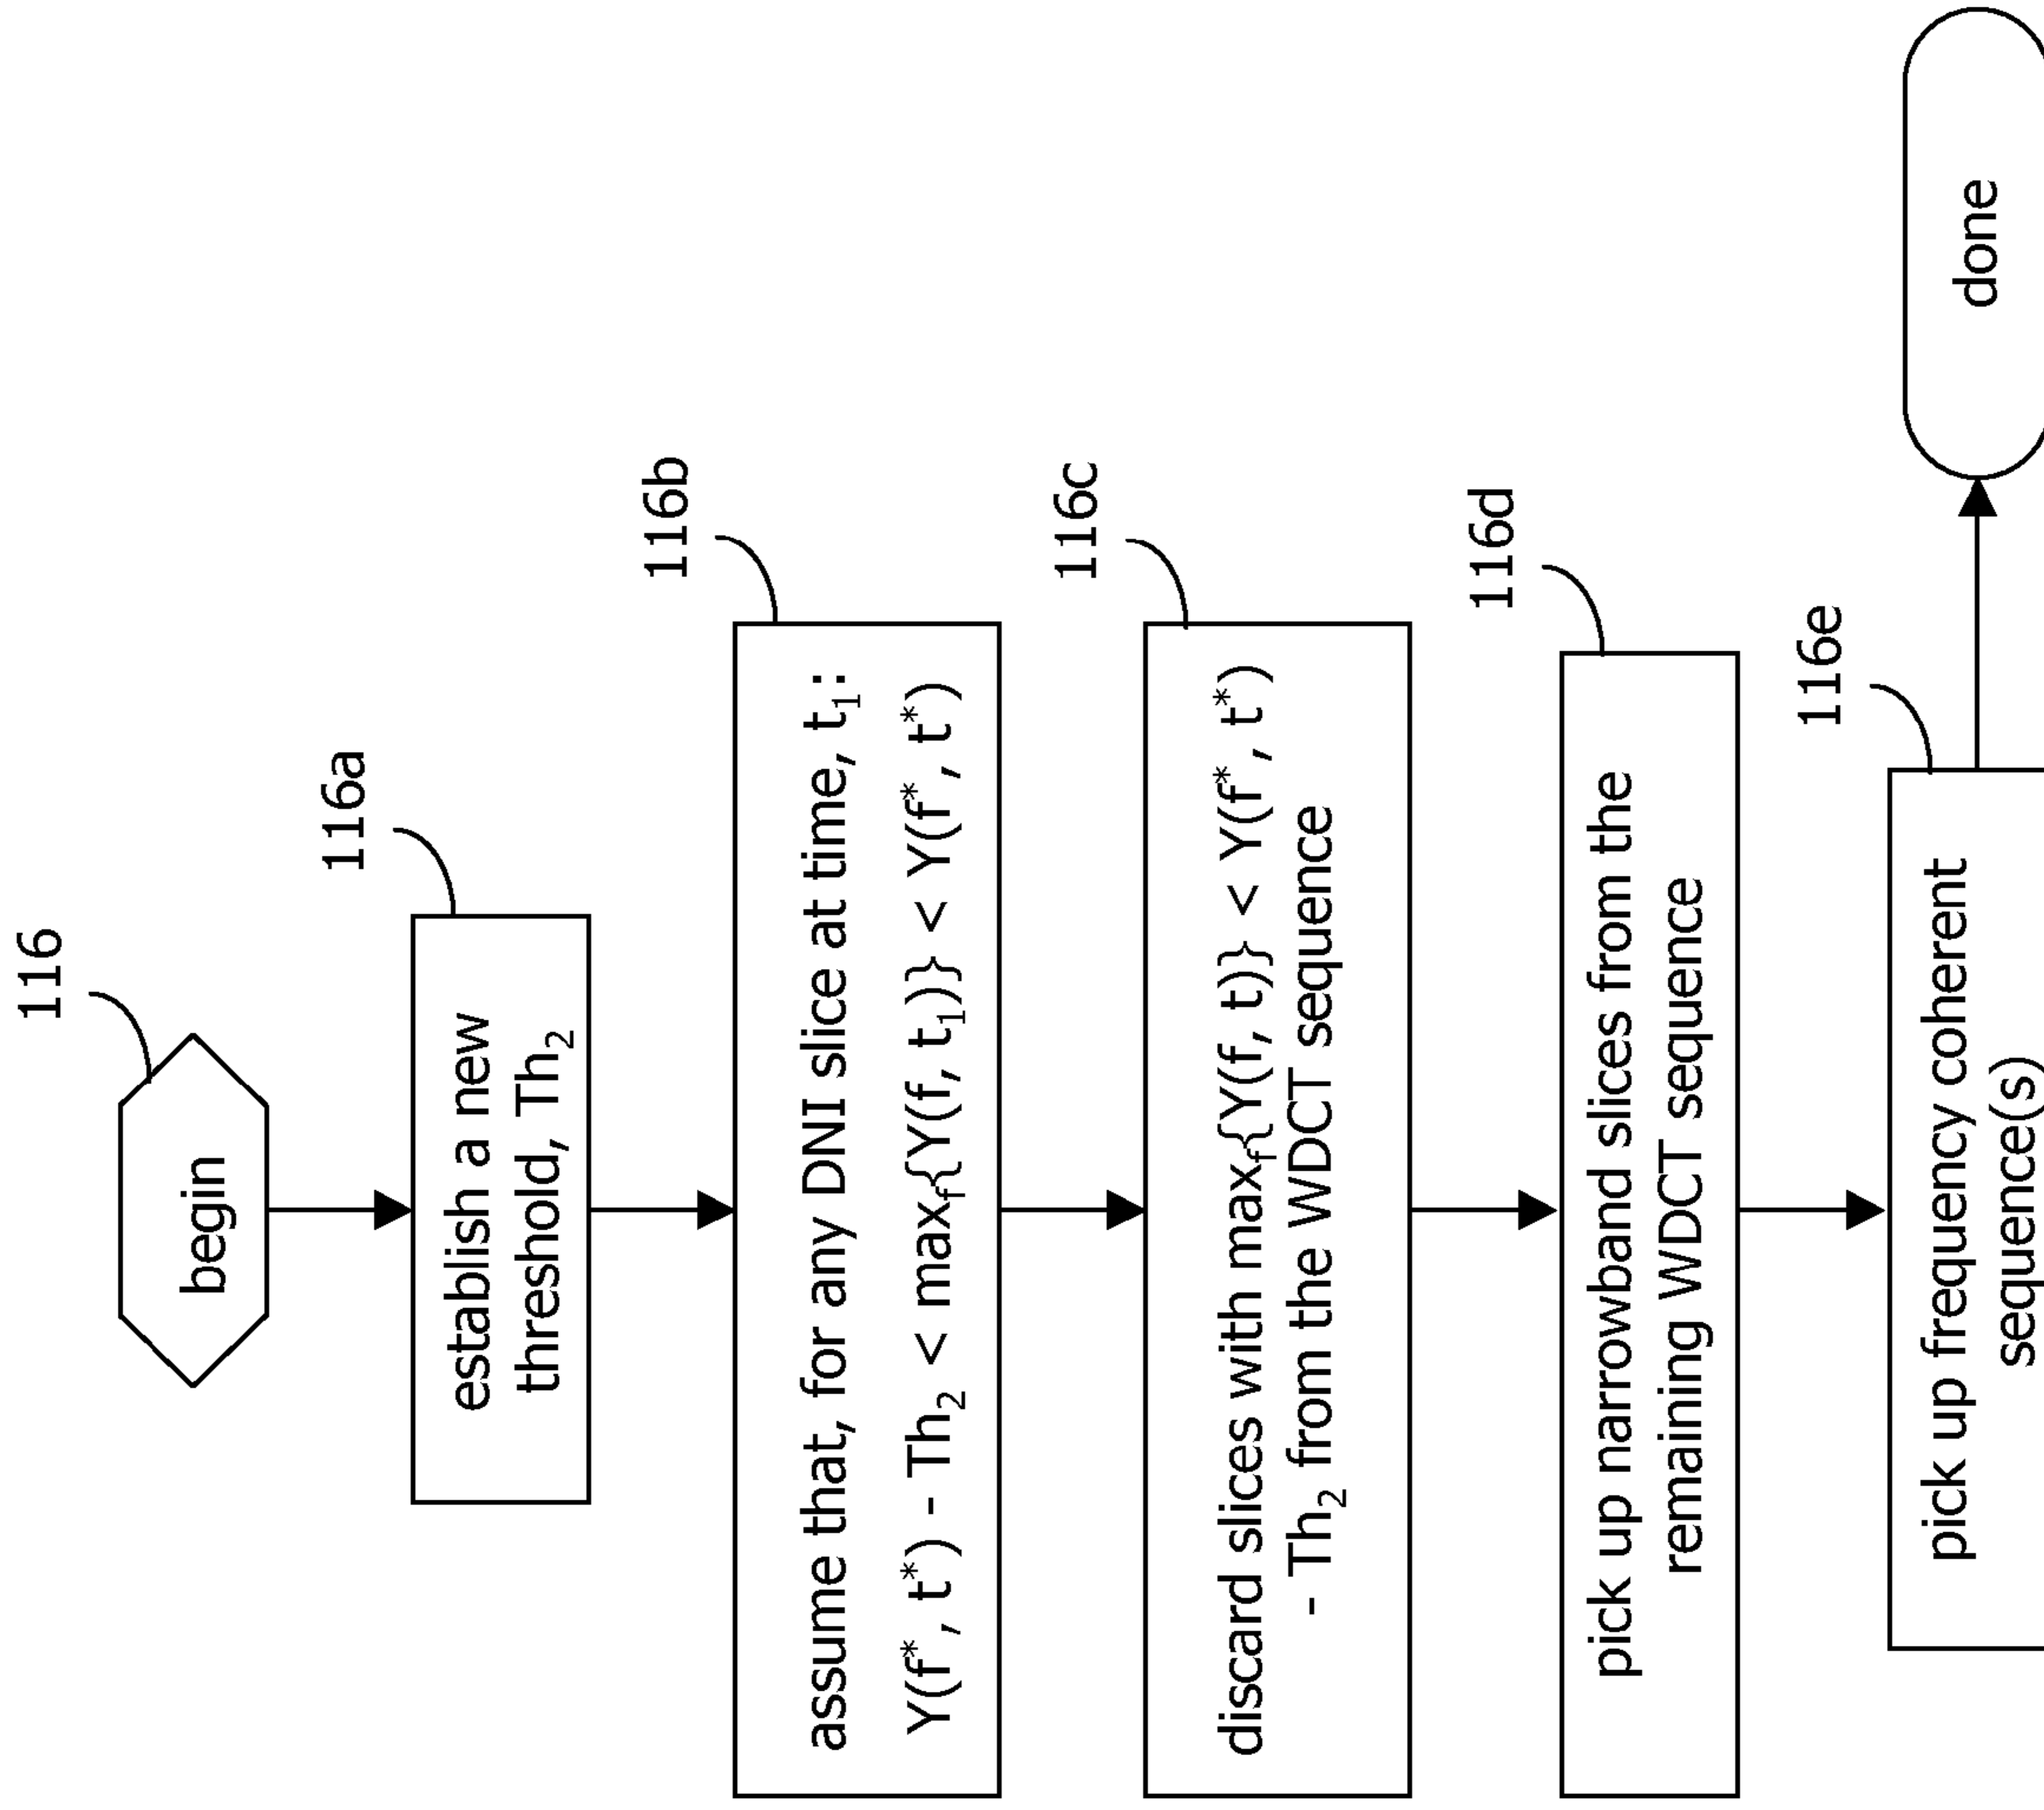 116
begin
116a
establish a new
threshold, Th₂
116b
assume that, for any DNI slice at time, t₁:
Y(f*, t*) - Th₂ < max_f{Y(f, t₁)} < Y(f*, t*)
116c
discard slices with max_f{Y(f, t)} < Y(f*, t*)
- Th₂ from the WDCT sequence
116d
pick up narrowband slices from the
remaining WDCT sequence
116e
pick up frequency coherent
sequence(s)
done